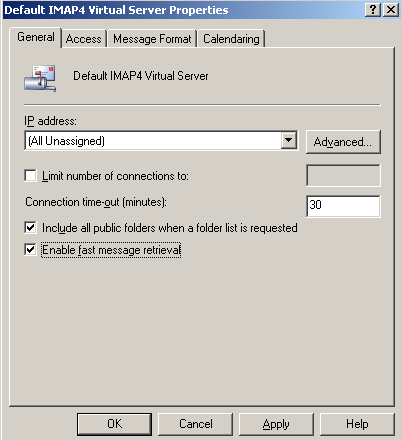 Default IMAP4 Virtual Server Properties
General Access Message Format Calendaring
Default IMAP4 Virtual Server
IP address:
(All Unassigned) Advanced...
Limit number of connections to:
Connection time-out (minutes): 30
Include all public folders when a folder list is requested
Enable fast message retrieval
OK Cancel Apply Help